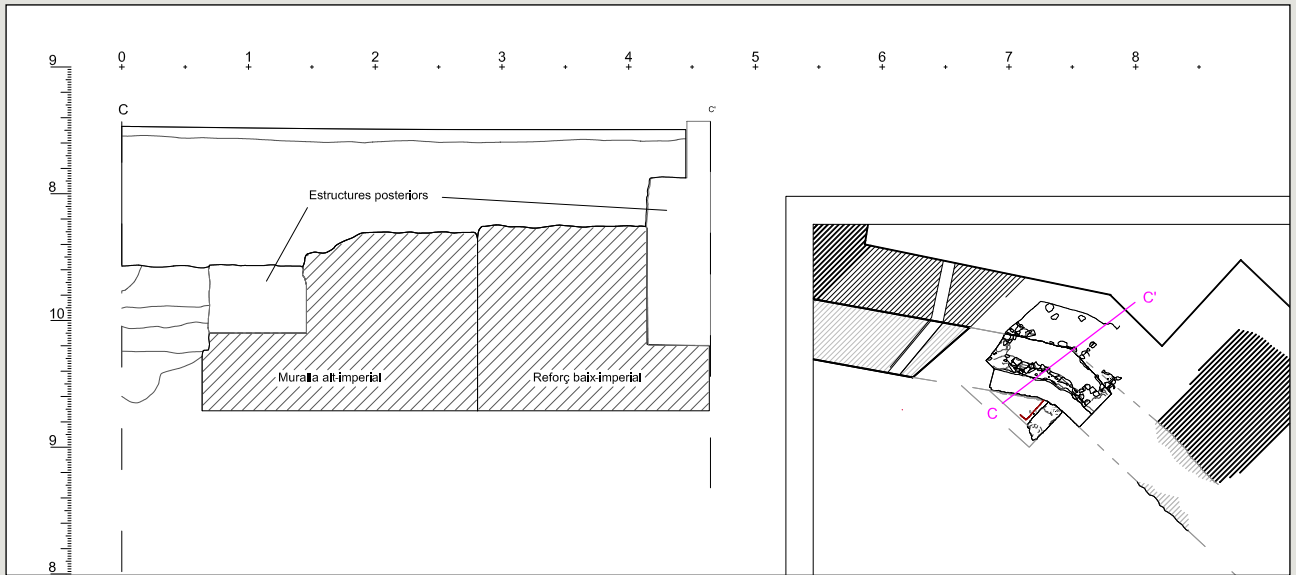 0 1 2 3 4 5 6 7 8
9
C C'
8
Estructures posteriors
10
Muralla alt-imperial Reforç baix-imperial
9
8
C'
C